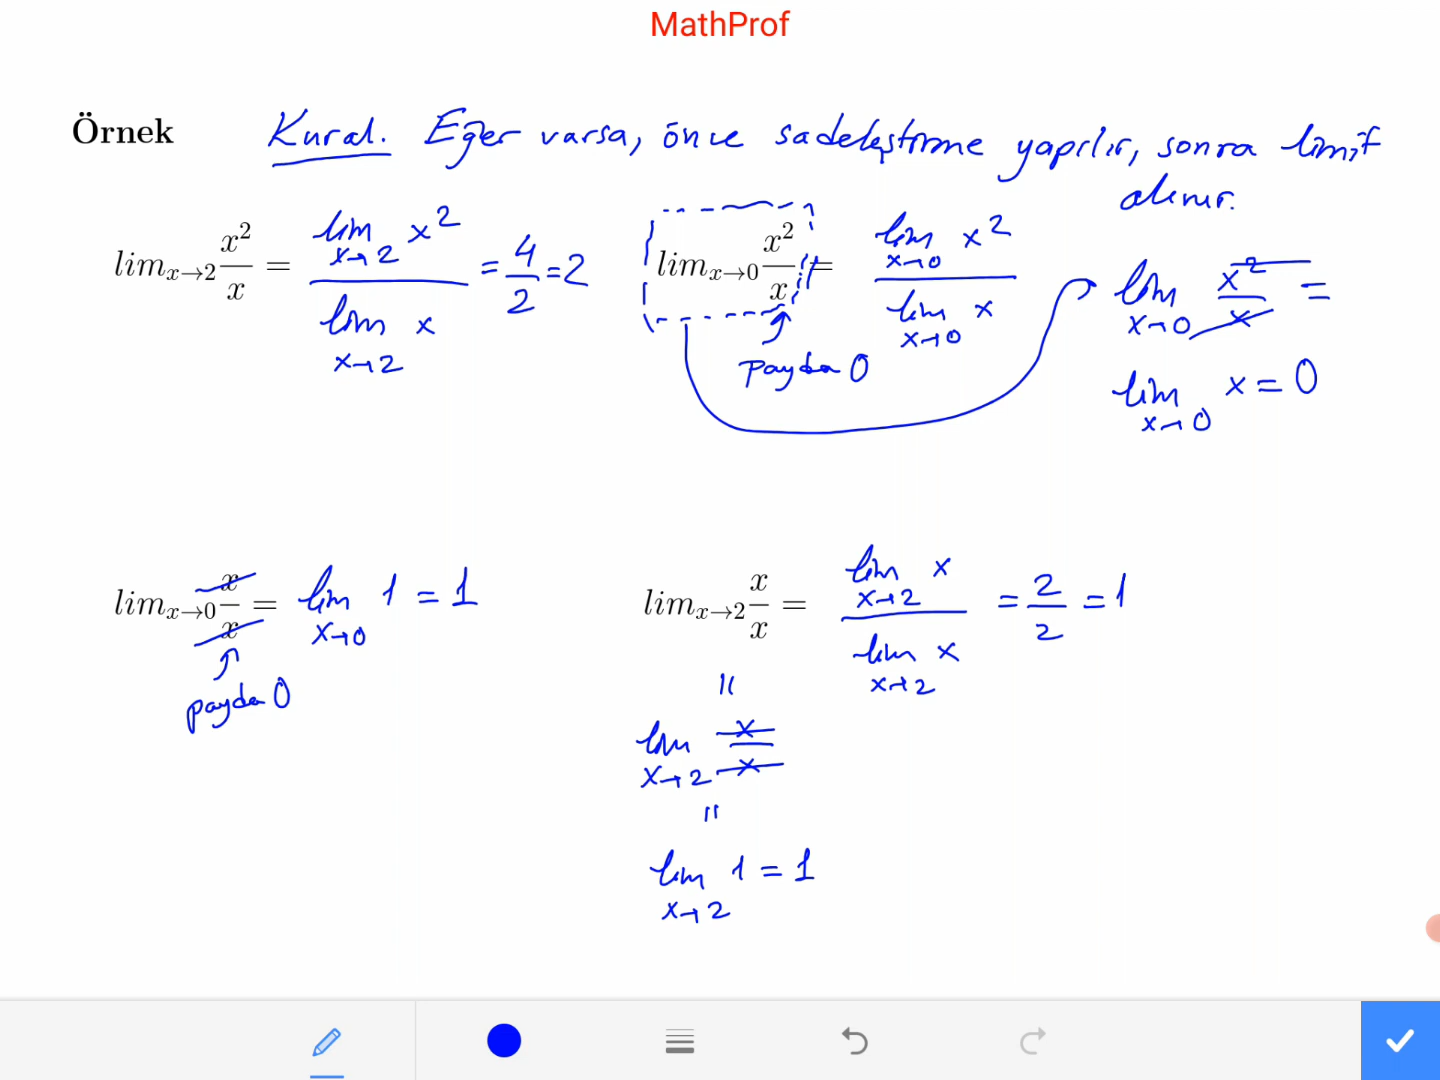 MathProf
Örnek Kural. Eğer varsa, önce sadeleştirme yapılır, sonra limit
alınır.
lim_{x→2} x²/x = lim_{x→2} x² / lim_{x→2} x = 4/2 = 2
lim_{x→0} x²/x ≠ lim_{x→0} x² / lim_{x→0} x
payda 0
lim_{x→0} x²/x =
lim_{x→0} x = 0
lim_{x→0} x/x = lim_{x→0} 1 = 1
payda 0
lim_{x→2} x/x = lim_{x→2} x / lim_{x→2} x = 2/2 = 1
=
lim_{x→2} x/x
=
lim_{x→2} 1 = 1